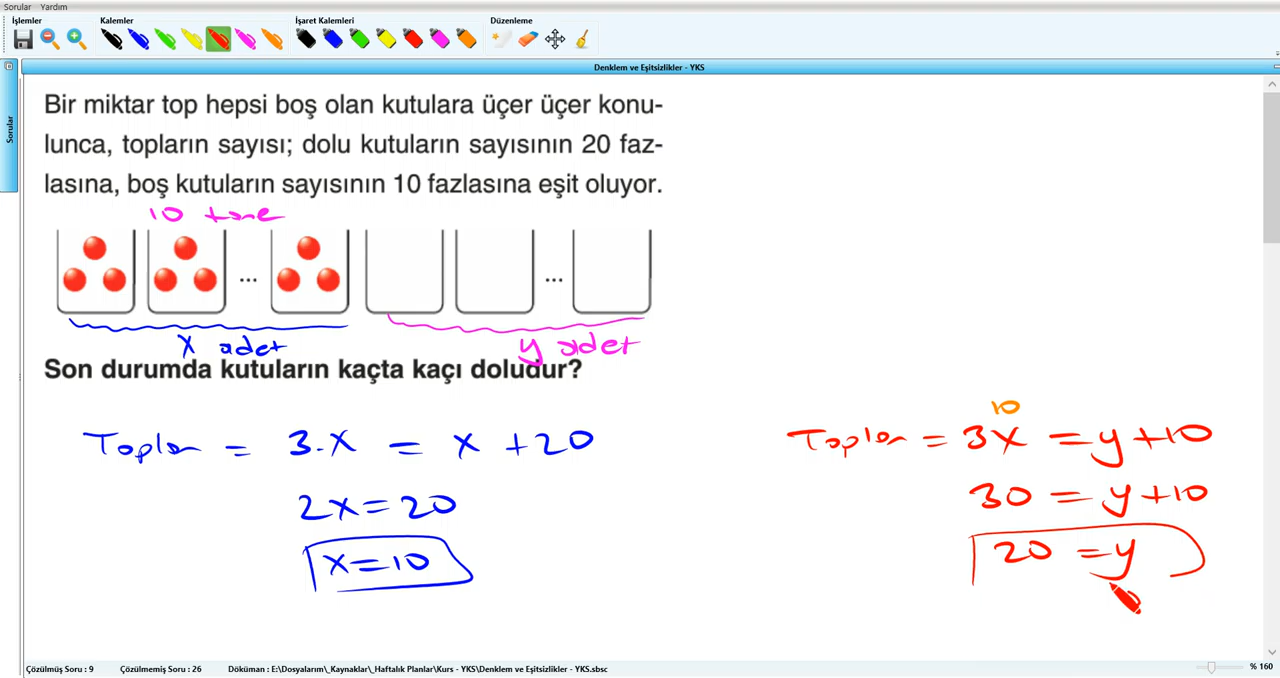 Sorular Yardım
İşlemler Kalemler İşaret Kalemleri Düzenleme
Denklem ve Eşitsizlikler - YKS
Sorular
Bir miktar top hepsi boş olan kutulara üçer üçer konu-
lunca, topların sayısı; dolu kutuların sayısının 20 faz-
lasına, boş kutuların sayısının 10 fazlasına eşit oluyor.
10 tane
... ...
x adet y adet
Son durumda kutuların kaçta kaçı doludur?
Toplar = 3.x = x +20
2x = 20
x = 10
10
Toplar = 3x = y+10
30 = y+10
20 = y
Çözülmüş Soru : 9 Çözülmemiş Soru : 26 Döküman : E:\Dosyalarım\_Kaynaklar\_Haftalık Planlar\Kurs - YKS\Denklem ve Eşitsizlikler - YKS.sbsc % 160